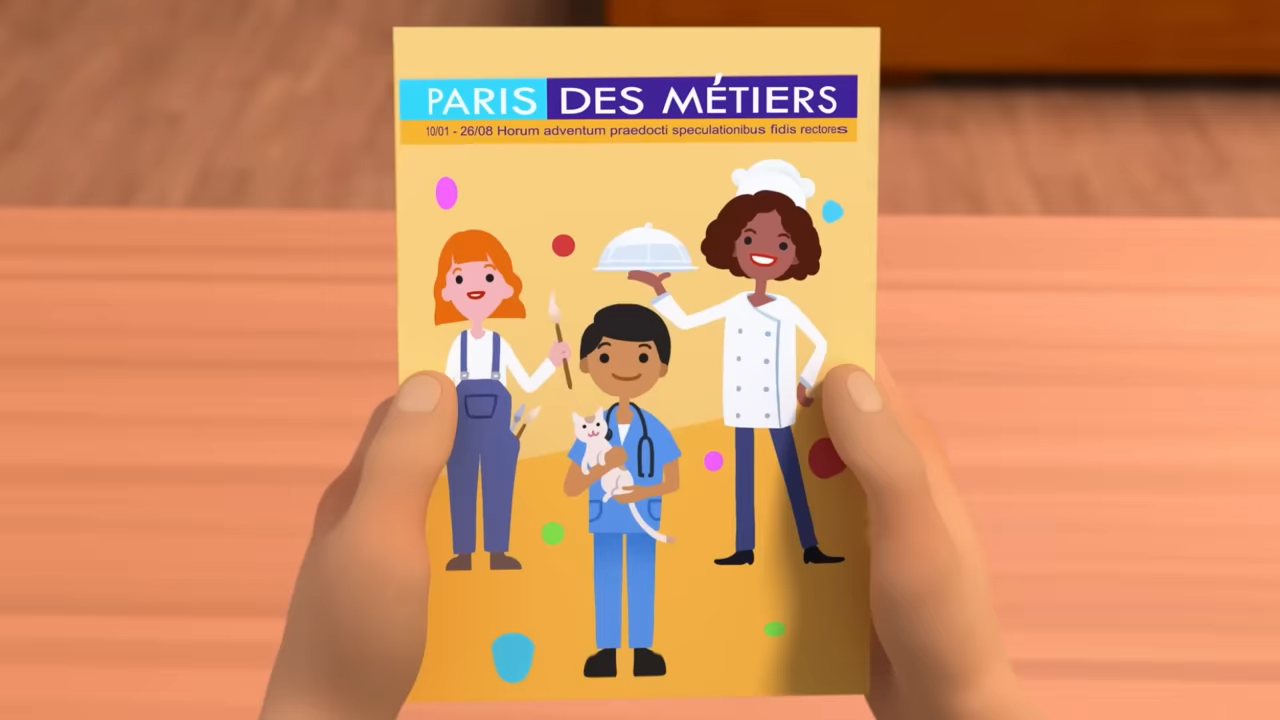 PARIS DES MÉTIERS
10/01 - 26/08 Horum adventum praedocti speculationibus fidis rectores